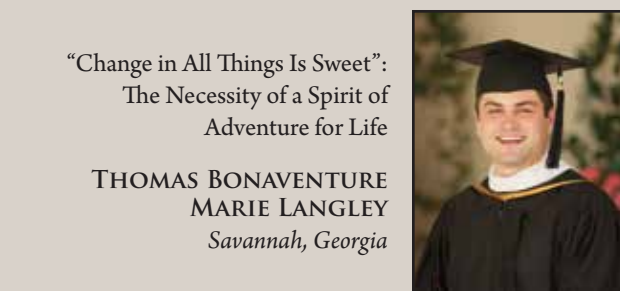 “Change in All Things Is Sweet”:
The Necessity of a Spirit of
Adventure for Life
Thomas Bonaventure
Marie Langley
Savannah, Georgia